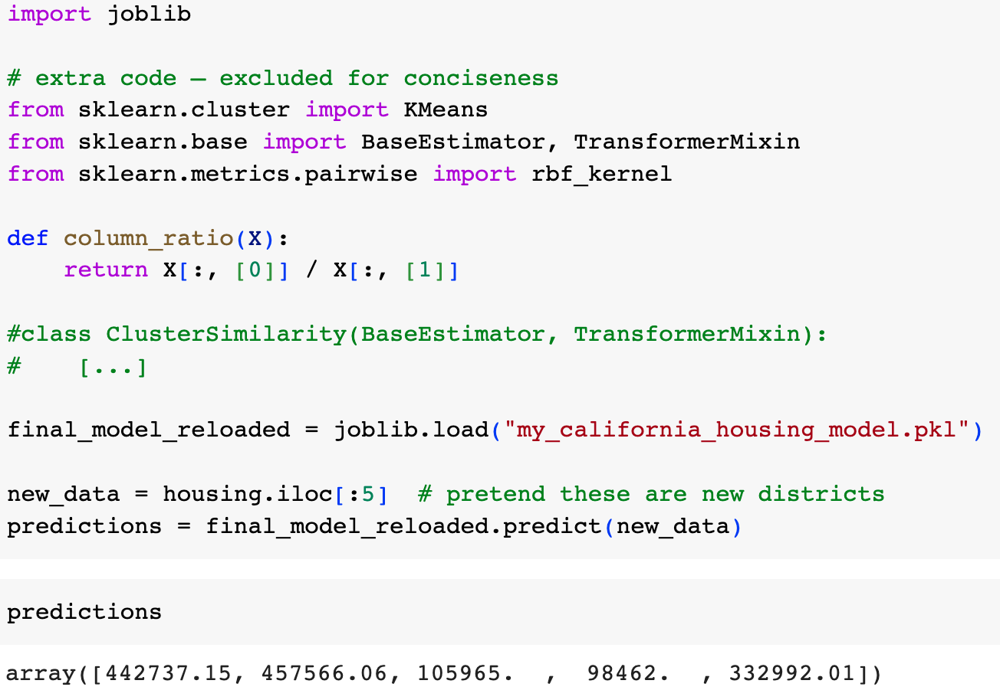 import joblib
# extra code – excluded for conciseness
from sklearn.cluster import KMeans
from sklearn.base import BaseEstimator, TransformerMixin
from sklearn.metrics.pairwise import rbf_kernel
def column_ratio(X):
    return X[:, [0]] / X[:, [1]]
#class ClusterSimilarity(BaseEstimator, TransformerMixin):
#    [...]
final_model_reloaded = joblib.load("my_california_housing_model.pkl")
new_data = housing.iloc[:5]  # pretend these are new districts
predictions = final_model_reloaded.predict(new_data)
predictions
array([442737.15, 457566.06, 105965.  ,  98462.  , 332992.01])